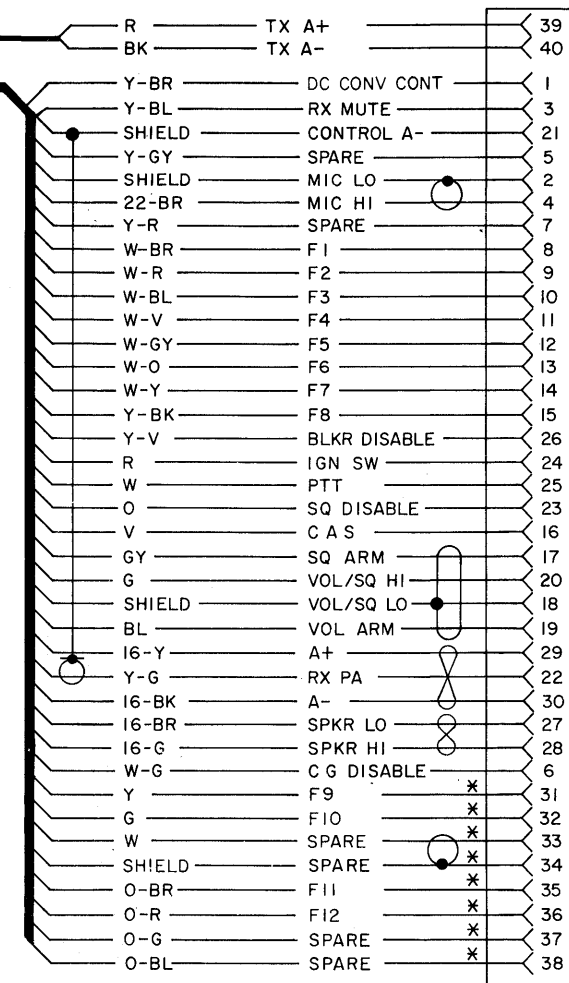 R TX A+ 39
BK TX A- 40
Y-BR DC CONV CONT 1
Y-BL RX MUTE 3
SHIELD CONTROL A- 21
Y-GY SPARE 5
SHIELD MIC LO 2
22-BR MIC HI 4
Y-R SPARE 7
W-BR F1 8
W-R F2 9
W-BL F3 10
W-V F4 11
W-GY F5 12
W-O F6 13
W-Y F7 14
Y-BK F8 15
Y-V BLKR DISABLE 26
R IGN SW 24
W PTT 25
O SQ DISABLE 23
V CAS 16
GY SQ ARM 17
G VOL/SQ HI 20
SHIELD VOL/SQ LO 18
BL VOL ARM 19
16-Y A+ 29
Y-G RX PA 22
16-BK A- 30
16-BR SPKR LO 27
16-G SPKR HI 28
W-G CG DISABLE 6
Y F9 * 31
G F10 * 32
W SPARE * 33
SHIELD SPARE * 34
O-BR F11 * 35
O-R F12 * 36
O-G SPARE * 37
O-BL SPARE * 38